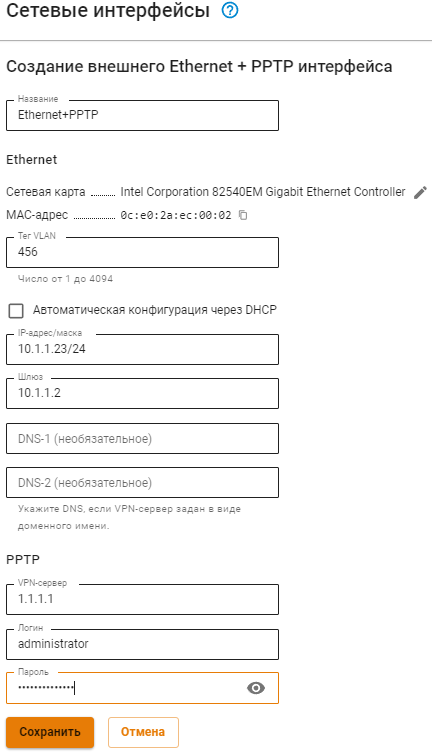 Сетевые интерфейсы
Создание внешнего Ethernet + PPTP интерфейса
Название
Ethernet+PPTP
Ethernet
Сетевая карта ........ Intel Corporation 82540EM Gigabit Ethernet Controller
MAC-адрес ............ 0c:e0:2a:ec:00:02
Тег VLAN
456
Число от 1 до 4094
Автоматическая конфигурация через DHCP
IP-адрес/маска
10.1.1.23/24
Шлюз
10.1.1.2
DNS-1 (необязательное)
DNS-2 (необязательное)
Укажите DNS, если VPN-сервер задан в виде
доменного имени.
PPTP
VPN-сервер
1.1.1.1
Логин
administrator
Пароль
••••••••••••••
Сохранить Отмена